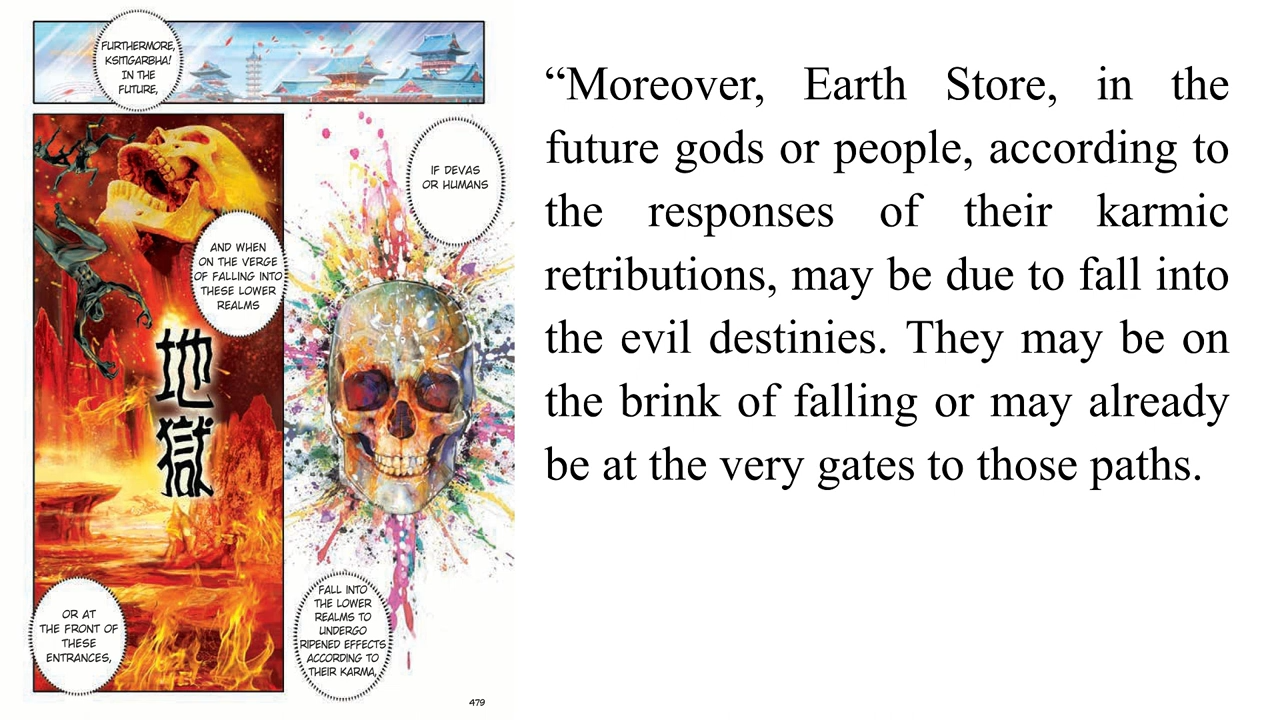 FURTHERMORE,
KSITIGARBHA!
IN THE
FUTURE,
IF DEVAS
OR HUMANS
FALL INTO
THE LOWER
REALMS TO
UNDERGO
RIPENED EFFECTS
ACCORDING TO
THEIR KARMA,
AND WHEN
ON THE VERGE
OF FALLING INTO
THESE LOWER
REALMS
地獄
OR AT
THE FRONT OF
THESE
ENTRANCES,
479
“Moreover, Earth Store, in the
future gods or people, according to
the responses of their karmic
retributions, may be due to fall into
the evil destinies. They may be on
the brink of falling or may already
be at the very gates to those paths.